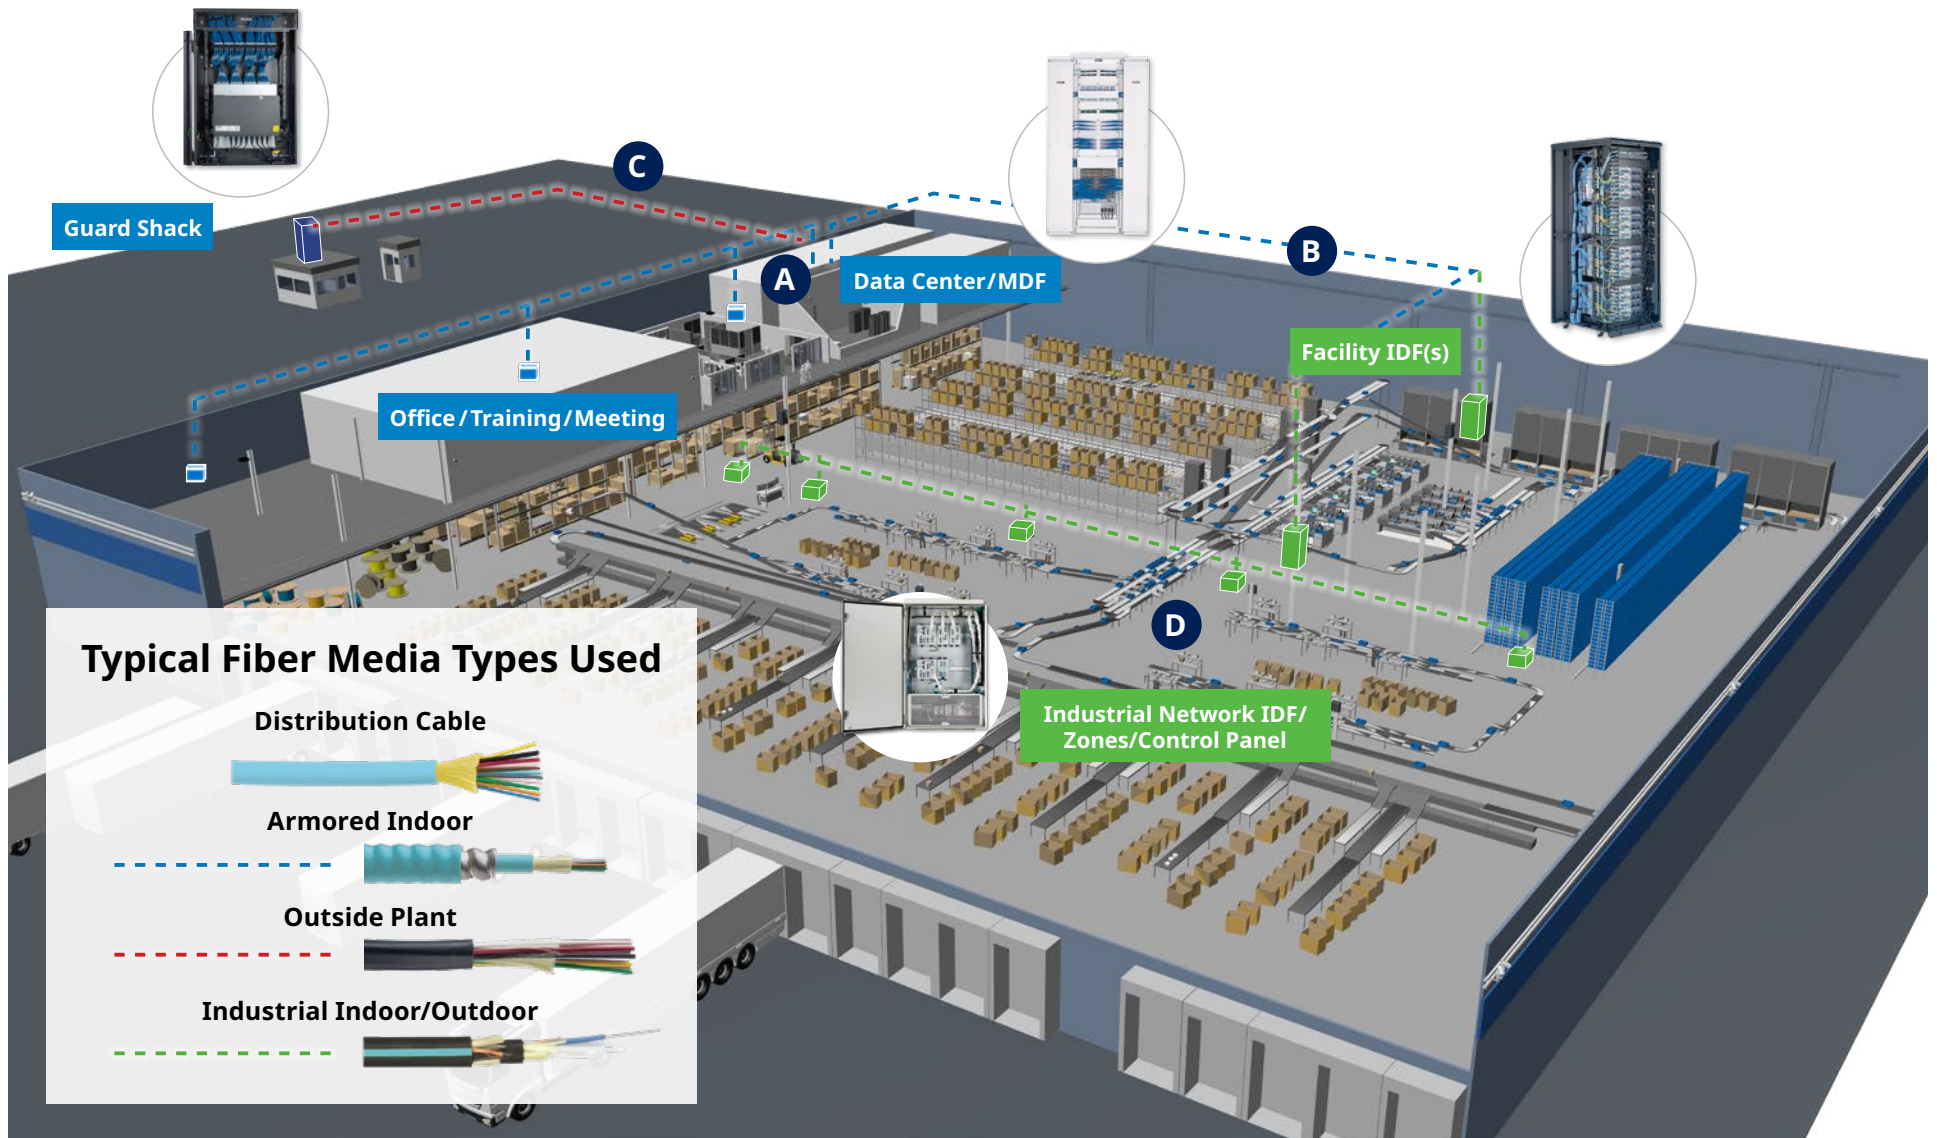 C
Guard Shack
B
A
Data Center/MDF
Facility IDF(s)
Office/Training/Meeting
D
Industrial Network IDF/
Zones/Control Panel
Typical Fiber Media Types Used
Distribution Cable
Armored Indoor
Outside Plant
Industrial Indoor/Outdoor